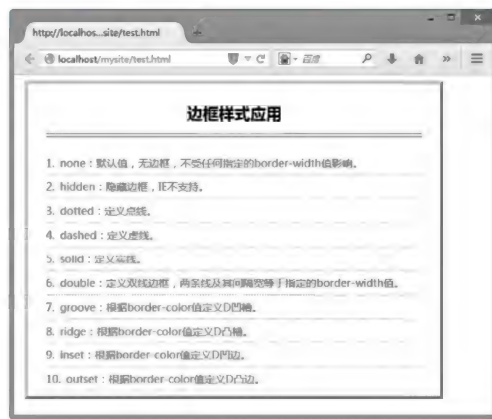 http://localhos...site/test.html
localhost/mysite/test.html
百度
边框样式应用
1. none：默认值，无边框，不受任何指定的border-width值影响。
2. hidden：隐藏边框，IE不支持。
3. dotted：定义点线。
4. dashed：定义虚线。
5. solid：定义实线。
6. double：定义双线边框，两条线及其间隔宽等于指定的border-width值。
7. groove：根据border-color值定义D凹槽。
8. ridge：根据border-color值定义D凸槽。
9. inset：根据border-color值定义D凹边。
10. outset：根据border-color值定义D凸边。